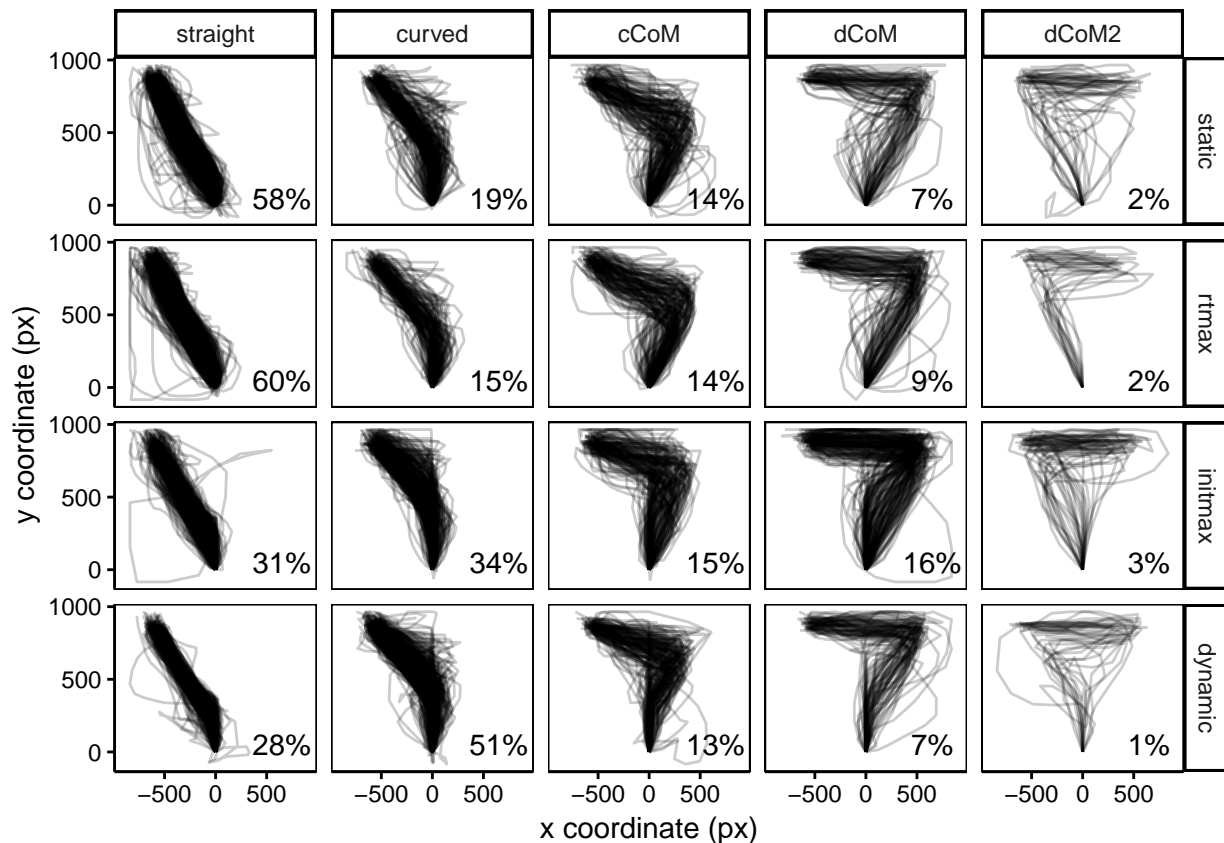 straight curved cCoM dCoM dCoM2
1000
500
0
58% 19% 14% 7% 2%
static
1000
500
0
60% 15% 14% 9% 2%
rtmax
1000
500
0
31% 34% 15% 16% 3%
initmax
1000
500
0
28% 51% 13% 7% 1%
dynamic
−500 0 500 −500 0 500 −500 0 500 −500 0 500 −500 0 500
x coordinate (px)
y coordinate (px)